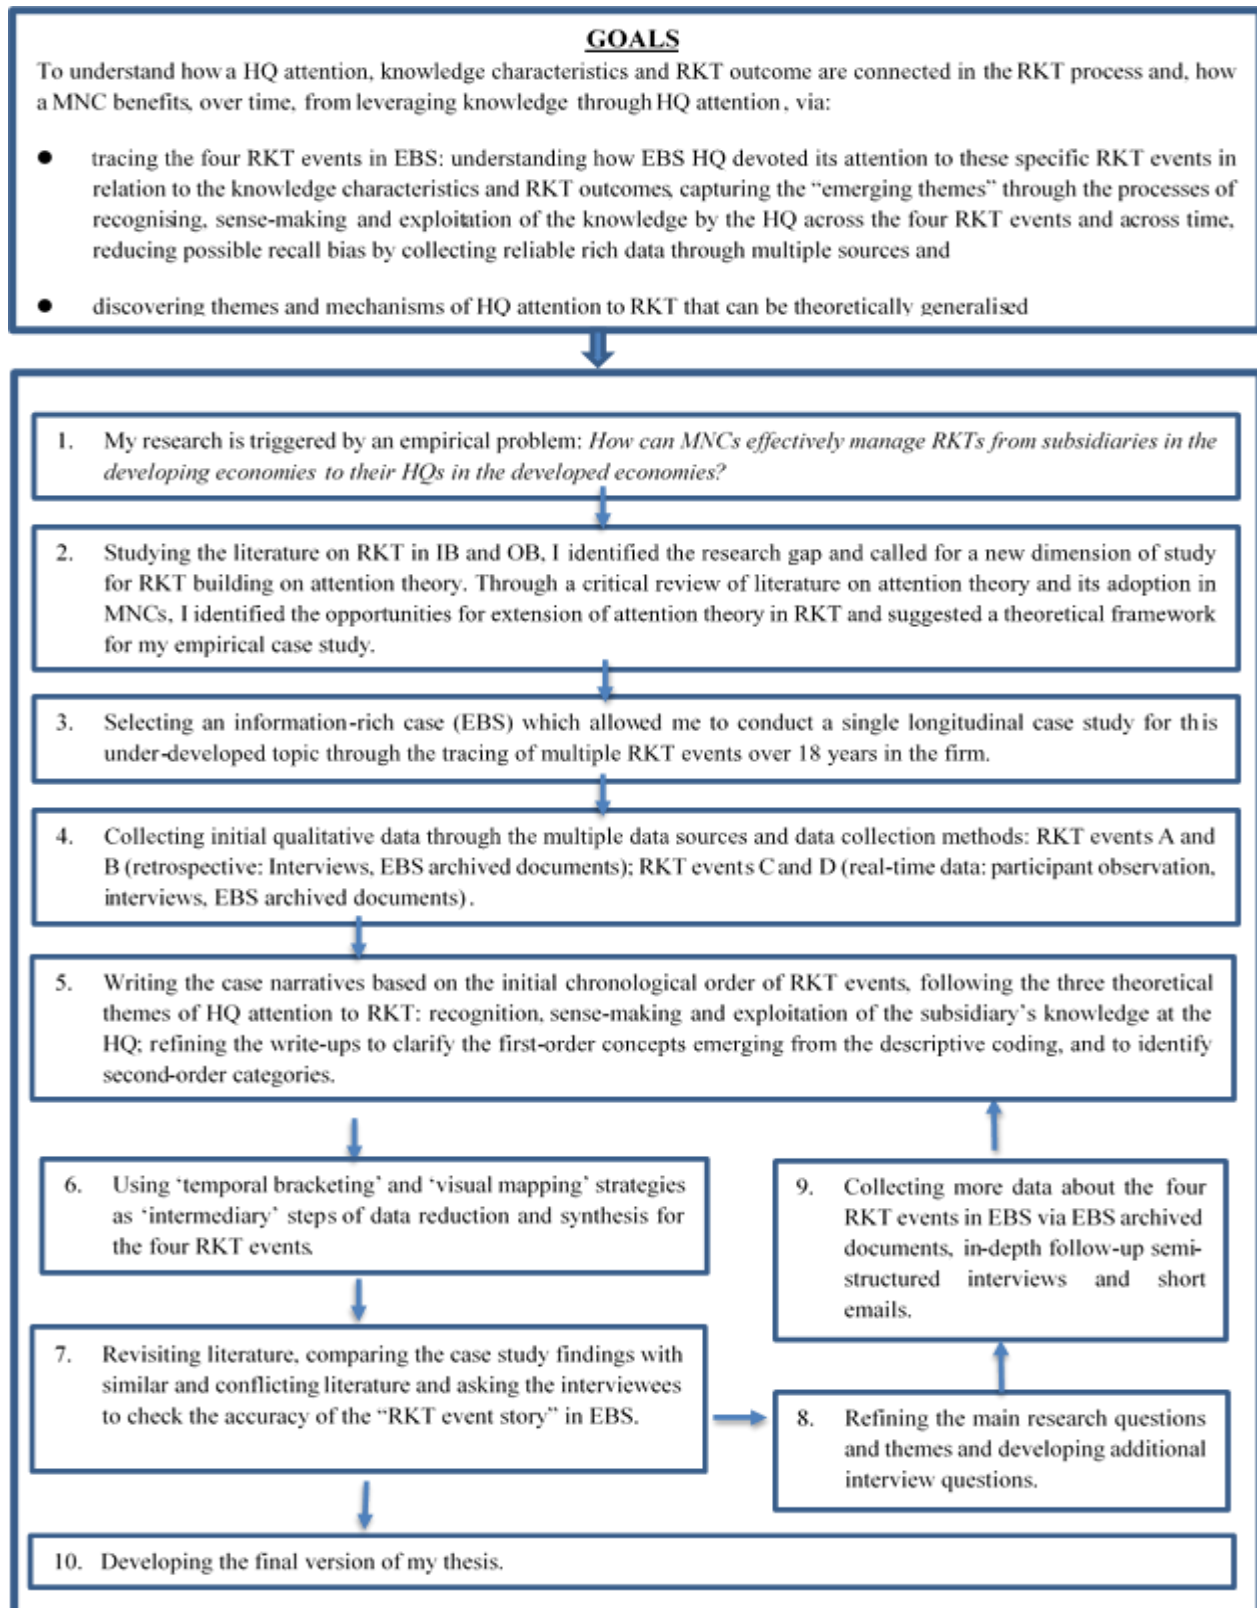 GOALS
To understand how a HQ attention, knowledge characteristics and RKT outcome are connected in the RKT process and, how
a MNC benefits, over time, from leveraging knowledge through HQ attention, via:
● tracing the four RKT events in EBS: understanding how EBS HQ devoted its attention to these specific RKT events in
relation to the knowledge characteristics and RKT outcomes, capturing the “emerging themes” through the processes of
recognising, sense-making and exploitation of the knowledge by the HQ across the four RKT events and across time,
reducing possible recall bias by collecting reliable rich data through multiple sources and
● discovering themes and mechanisms of HQ attention to RKT that can be theoretically generalised
1. My research is triggered by an empirical problem: How can MNCs effectively manage RKTs from subsidiaries in the
developing economies to their HQs in the developed economies?
2. Studying the literature on RKT in IB and OB, I identified the research gap and called for a new dimension of study
for RKT building on attention theory. Through a critical review of literature on attention theory and its adoption in
MNCs, I identified the opportunities for extension of attention theory in RKT and suggested a theoretical framework
for my empirical case study.
3. Selecting an information-rich case (EBS) which allowed me to conduct a single longitudinal case study for this
under-developed topic through the tracing of multiple RKT events over 18 years in the firm.
4. Collecting initial qualitative data through the multiple data sources and data collection methods: RKT events A and
B (retrospective: Interviews, EBS archived documents); RKT events C and D (real-time data: participant observation,
interviews, EBS archived documents).
5. Writing the case narratives based on the initial chronological order of RKT events, following the three theoretical
themes of HQ attention to RKT: recognition, sense-making and exploitation of the subsidiary’s knowledge at the
HQ; refining the write-ups to clarify the first-order concepts emerging from the descriptive coding, and to identify
second-order categories.
6. Using ‘temporal bracketing’ and ‘visual mapping’ strategies
as ‘intermediary’ steps of data reduction and synthesis for
the four RKT events.
7. Revisiting literature, comparing the case study findings with
similar and conflicting literature and asking the interviewees
to check the accuracy of the “RKT event story” in EBS.
8. Refining the main research questions
and themes and developing additional
interview questions.
9. Collecting more data about the four
RKT events in EBS via EBS archived
documents, in-depth follow-up semi-
structured interviews and short
emails.
10. Developing the final version of my thesis.